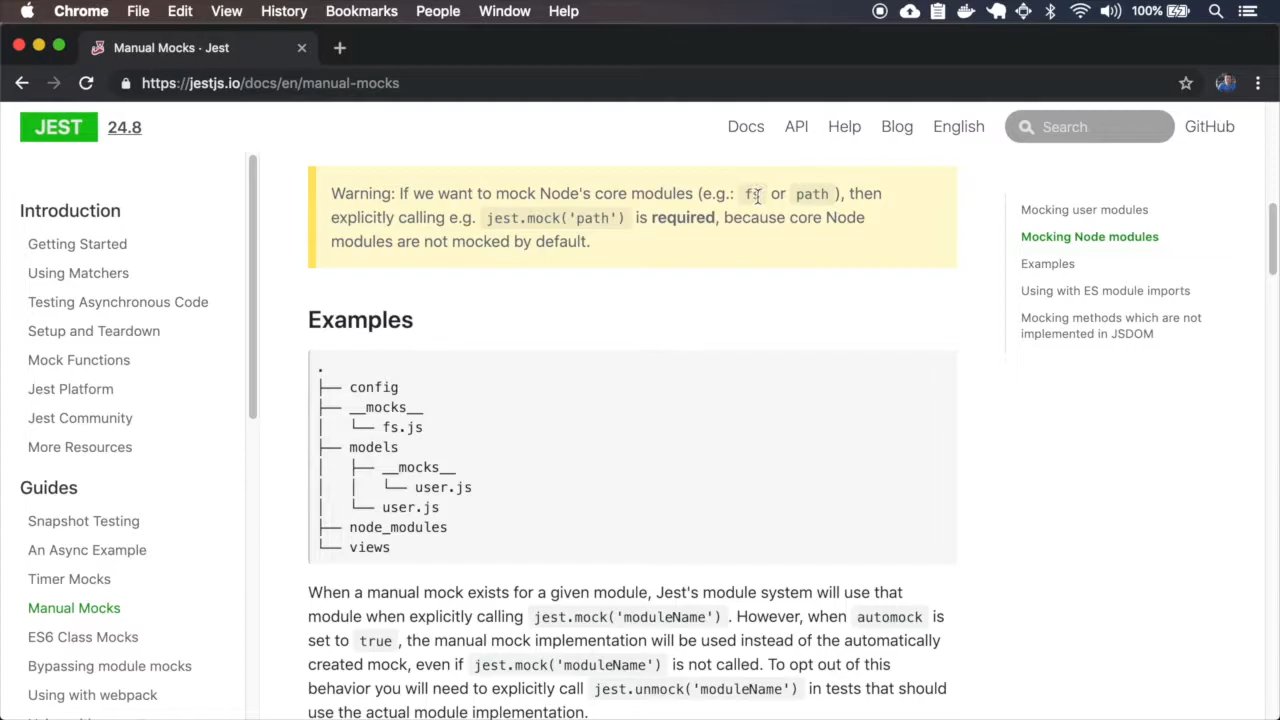 Chrome File Edit View History Bookmarks People Window Help 100%
Manual Mocks · Jest
https://jestjs.io/docs/en/manual-mocks
JEST 24.8 Docs API Help Blog English Search GitHub
Introduction
Getting Started
Using Matchers
Testing Asynchronous Code
Setup and Teardown
Mock Functions
Jest Platform
Jest Community
More Resources
Guides
Snapshot Testing
An Async Example
Timer Mocks
Manual Mocks
ES6 Class Mocks
Bypassing module mocks
Using with webpack
Warning: If we want to mock Node's core modules (e.g.: fs or path ), then
explicitly calling e.g. jest.mock('path') is required, because core Node
modules are not mocked by default.
Examples
.
├── config
├── __mocks__
│   └── fs.js
├── models
│   ├── __mocks__
│   │   └── user.js
│   └── user.js
├── node_modules
└── views
When a manual mock exists for a given module, Jest's module system will use that
module when explicitly calling jest.mock('moduleName') . However, when automock is
set to true , the manual mock implementation will be used instead of the automatically
created mock, even if jest.mock('moduleName') is not called. To opt out of this
behavior you will need to explicitly call jest.unmock('moduleName') in tests that should
use the actual module implementation.
Mocking user modules
Mocking Node modules
Examples
Using with ES module imports
Mocking methods which are not
implemented in JSDOM